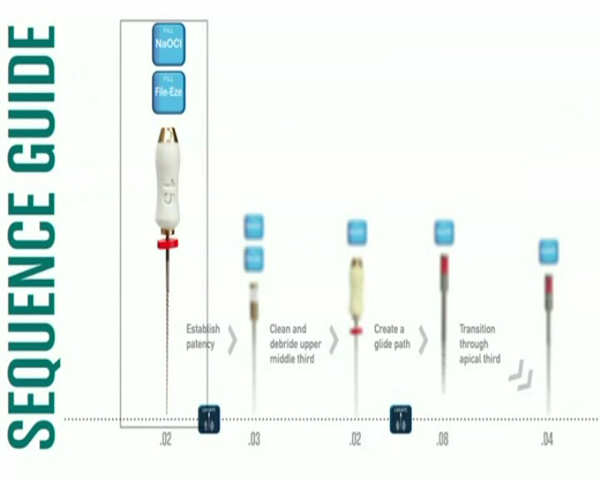 SEQUENCE GUIDE
FILL
NaOCl
FILL
File-Eze
15
Establish
patency
Clean and
debride upper
middle third
Create a
glide path
Transition
through
apical third
.02
.03
.02
.08
.04